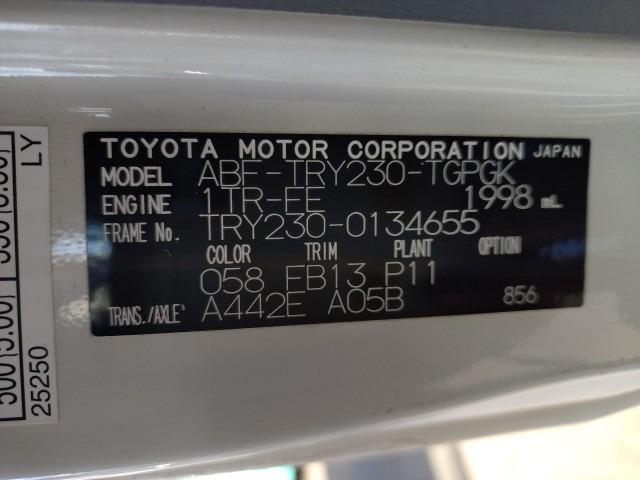 TOYOTA MOTOR CORPORATION JAPAN
MODEL ABF-TRY230-TGPGK
ENGINE 1TR-FE 1998 mL
FRAME No. TRY230-0134655
COLOR TRIM PLANT OPTION
058 FB13 P11
TRANS./AXLE A442E A05B 856
LY
25250